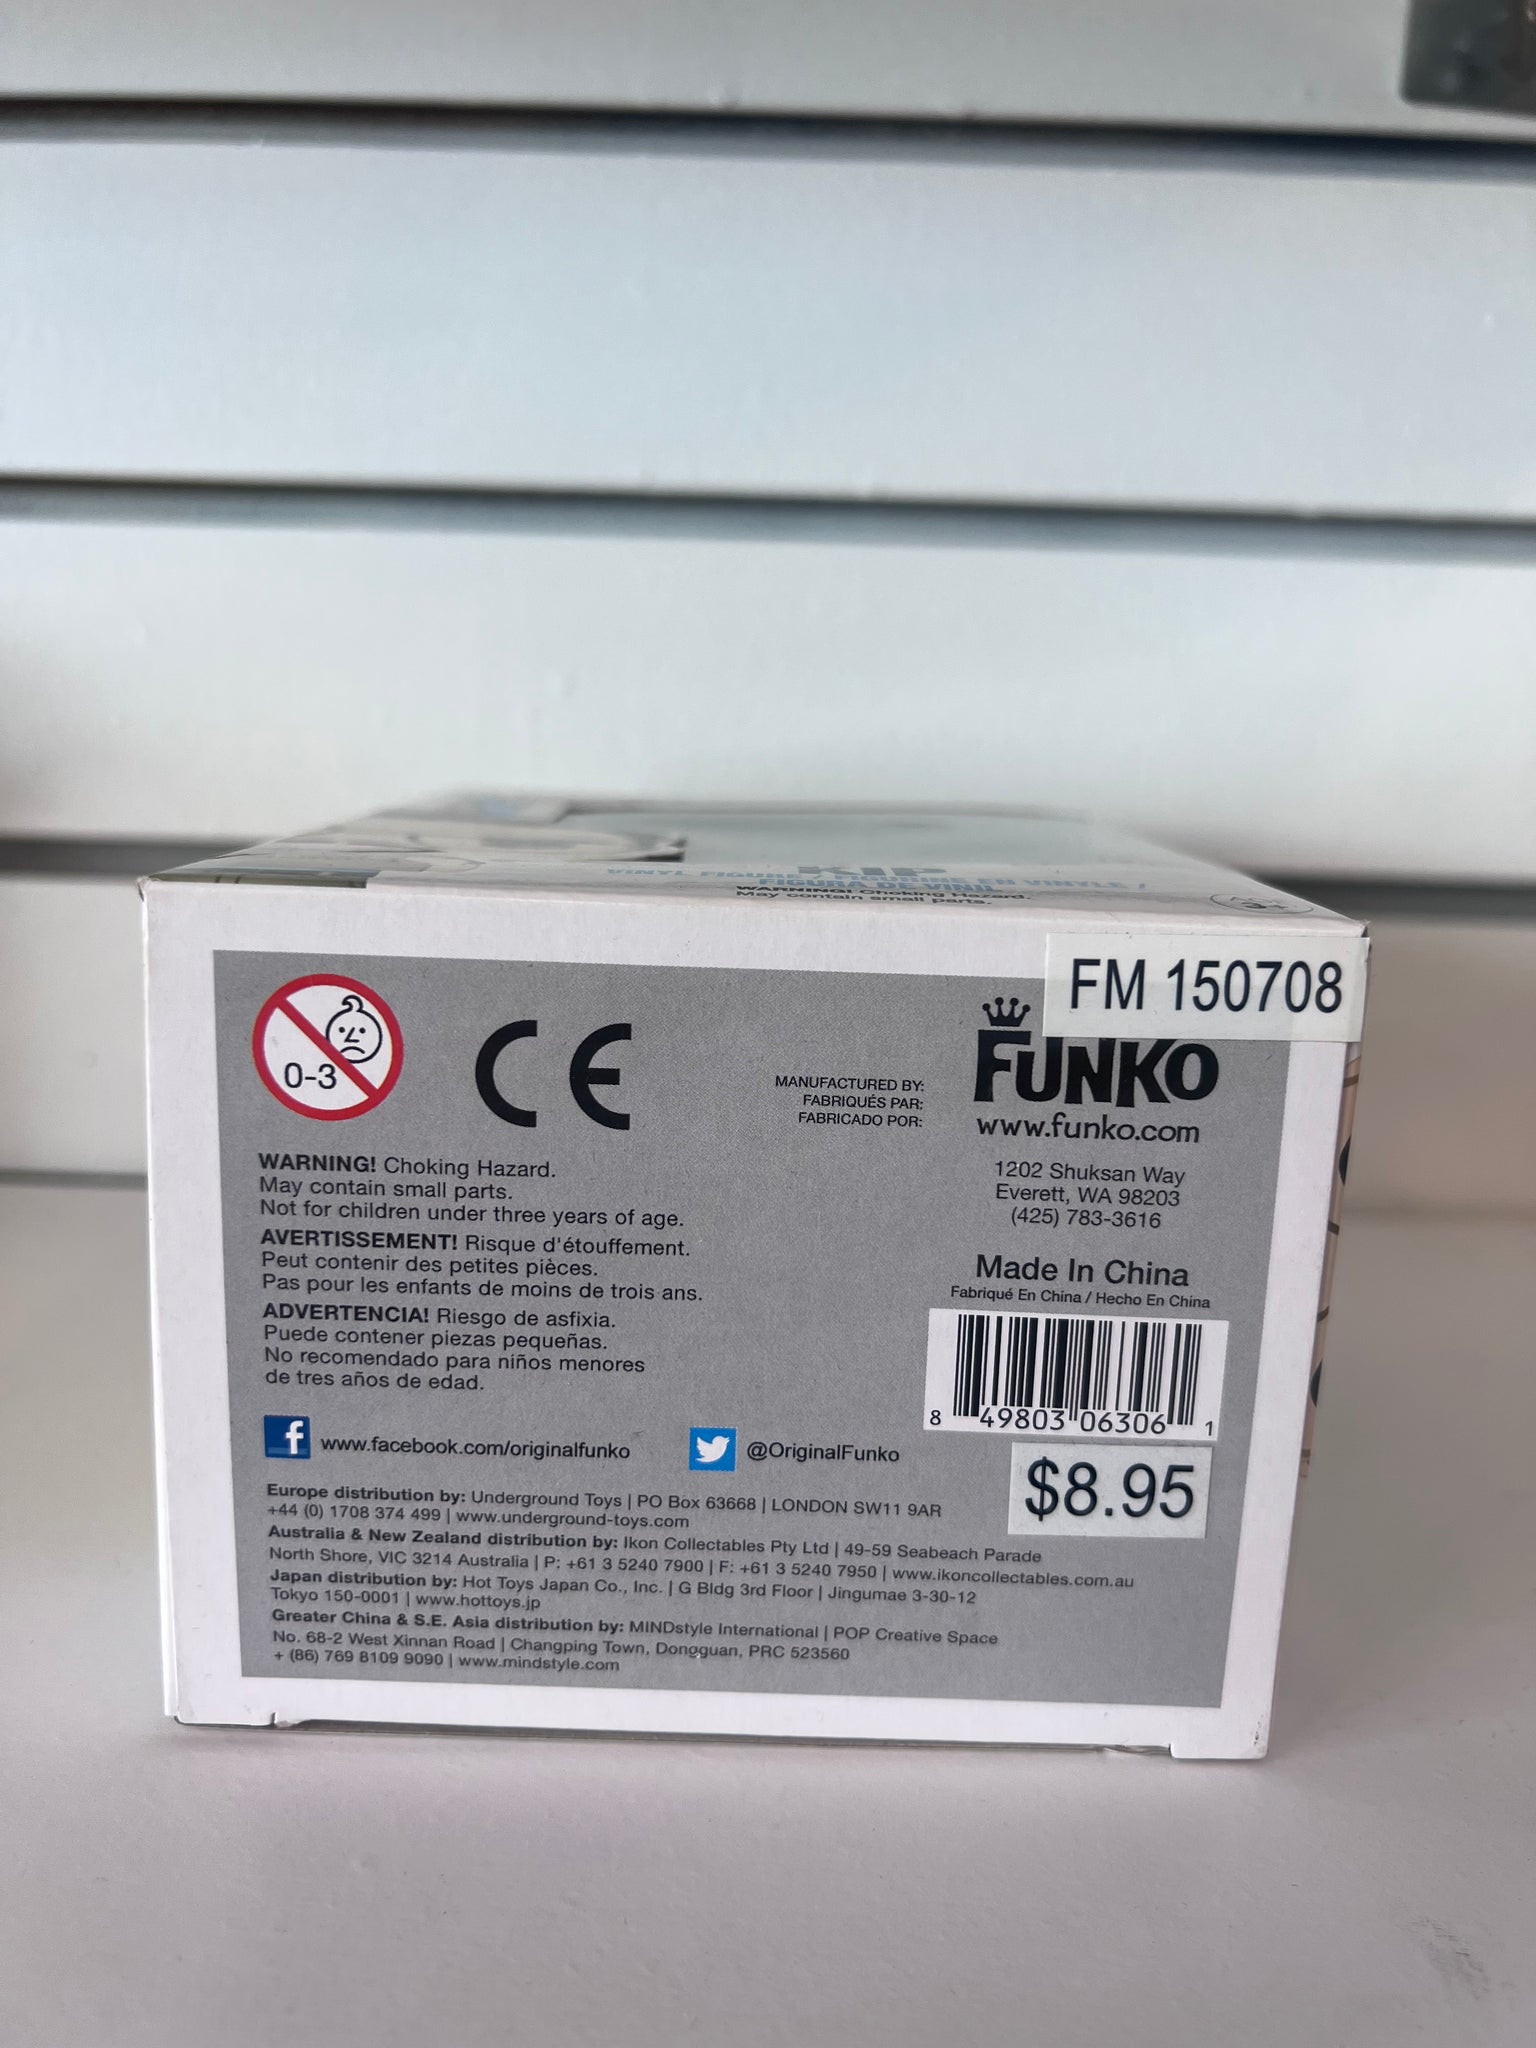 KIP
VINYL FIGURE / FIGURINE EN VINYLE /
FIGURA DE VINIL
WARNING! Choking Hazard.
May contain small parts.
3+
FM 150708
0-3
CE
MANUFACTURED BY:
FABRIQUÉS PAR:
FABRICADO POR:
FUNKO
www.funko.com
1202 Shuksan Way
Everett, WA 98203
(425) 783-3616
WARNING! Choking Hazard.
May contain small parts.
Not for children under three years of age.
AVERTISSEMENT! Risque d'étouffement.
Peut contenir des petites pièces.
Pas pour les enfants de moins de trois ans.
ADVERTENCIA! Riesgo de asfixia.
Puede contener piezas pequeñas.
No recomendado para niños menores
de tres años de edad.
Made In China
Fabriqué En China / Hecho En China
8 49803 06306 1
$8.95
f www.facebook.com/originalfunko
@OriginalFunko
Europe distribution by: Underground Toys | PO Box 63668 | LONDON SW11 9AR
+44 (0) 1708 374 499 | www.underground-toys.com
Australia & New Zealand distribution by: Ikon Collectables Pty Ltd | 49-59 Seabeach Parade
North Shore, VIC 3214 Australia | P: +61 3 5240 7900 | F: +61 3 5240 7950 | www.ikoncollectables.com.au
Japan distribution by: Hot Toys Japan Co., Inc. | G Bldg 3rd Floor | Jingumae 3-30-12
Tokyo 150-0001 | www.hottoys.jp
Greater China & S.E. Asia distribution by: MINDstyle International | POP Creative Space
No. 68-2 West Xinnan Road | Changping Town, Dongguan, PRC 523560
+ (86) 769 8109 9090 | www.mindstyle.com